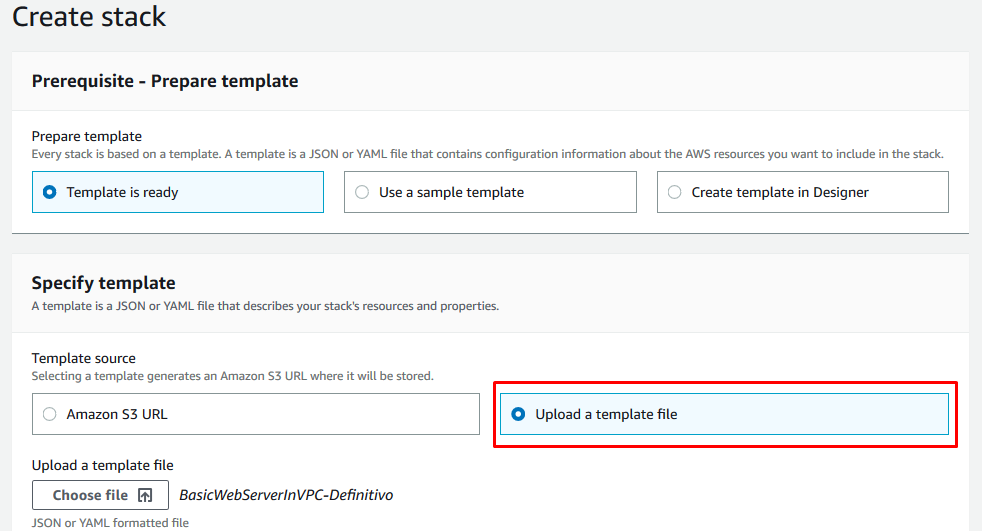 Create stack
Prerequisite - Prepare template
Prepare template
Every stack is based on a template. A template is a JSON or YAML file that contains configuration information about the AWS resources you want to include in the stack.
Template is ready
Use a sample template
Create template in Designer
Specify template
A template is a JSON or YAML file that describes your stack's resources and properties.
Template source
Selecting a template generates an Amazon S3 URL where it will be stored.
Amazon S3 URL
Upload a template file
Upload a template file
Choose file
BasicWebServerInVPC-Definitivo
JSON or YAML formatted file